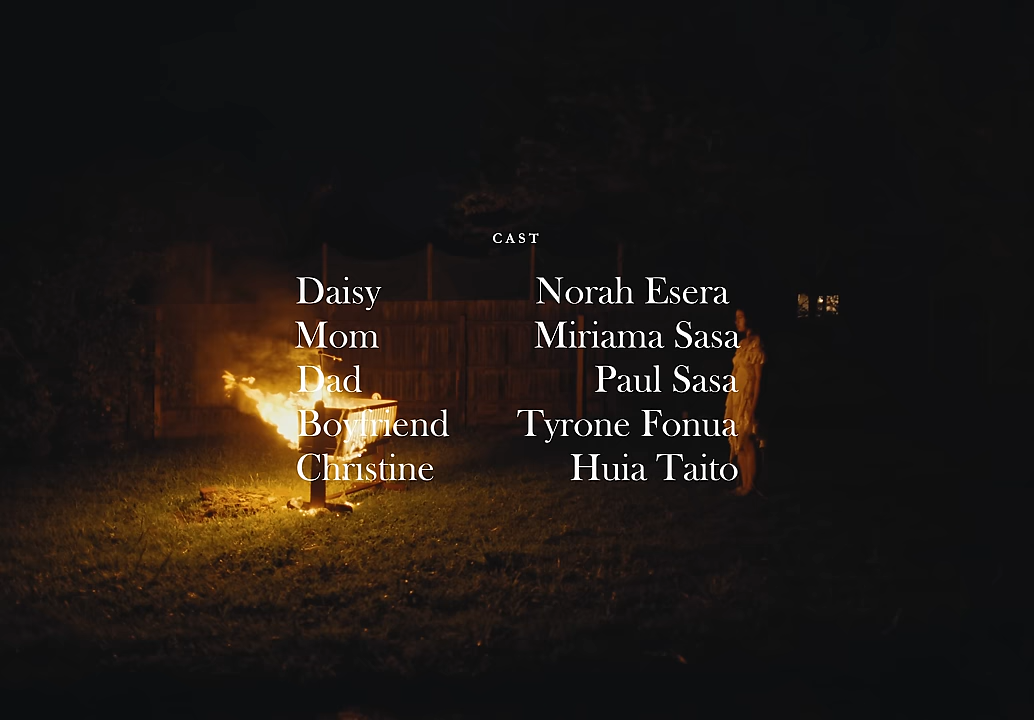 CAST
Daisy Norah Esera
Mom Miriama Sasa
Dad Paul Sasa
Boyfriend Tyrone Fonua
Christine Huia Taito